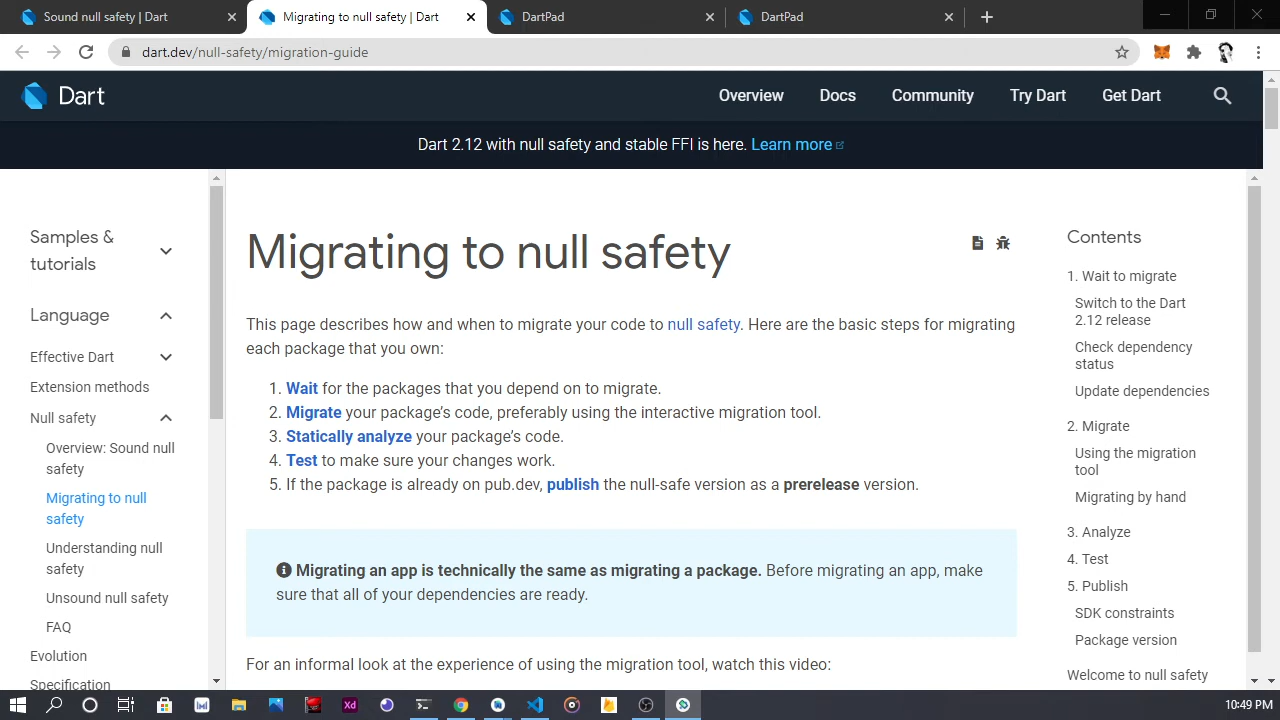 Sound null safety | Dart
Migrating to null safety | Dart
DartPad
DartPad
dart.dev/null-safety/migration-guide
Dart
Overview
Docs
Community
Try Dart
Get Dart
Dart 2.12 with null safety and stable FFI is here. Learn more
Samples &
tutorials
Language
Effective Dart
Extension methods
Null safety
Overview: Sound null
safety
Migrating to null
safety
Understanding null
safety
Unsound null safety
FAQ
Evolution
Specification
Migrating to null safety
This page describes how and when to migrate your code to null safety. Here are the basic steps for migrating
each package that you own:
1. Wait for the packages that you depend on to migrate.
2. Migrate your package’s code, preferably using the interactive migration tool.
3. Statically analyze your package’s code.
4. Test to make sure your changes work.
5. If the package is already on pub.dev, publish the null-safe version as a prerelease version.
Migrating an app is technically the same as migrating a package. Before migrating an app, make
sure that all of your dependencies are ready.
For an informal look at the experience of using the migration tool, watch this video:
Contents
1. Wait to migrate
Switch to the Dart
2.12 release
Check dependency
status
Update dependencies
2. Migrate
Using the migration
tool
Migrating by hand
3. Analyze
4. Test
5. Publish
SDK constraints
Package version
Welcome to null safety
Xd
10:49 PM